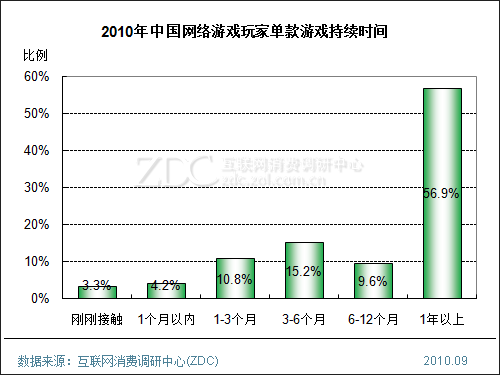 2010年中国网络游戏玩家单款游戏持续时间
比例
60%
50%
40%
30%
20%
10%
0%
3.3%
4.2%
10.8%
15.2%
9.6%
56.9%
刚刚接触
1个月以内
1-3个月
3-6个月
6-12个月
1年以上
ZDC 互联网消费调研中心
zdc.zol.com.cn
数据来源：互联网消费调研中心(ZDC)
2010.09